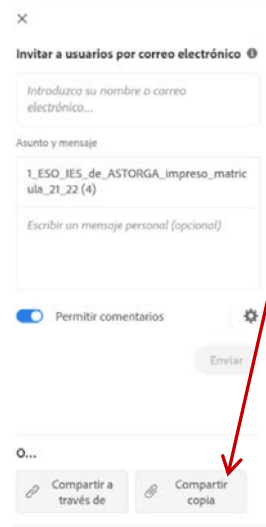 Invitar a usuarios por correo electrónico
Introduzca su nombre o correo
electrónico...
Asunto y mensaje
1_ESO_IES_de_ASTORGA_impreso_matric
ula_21_22 (4)
Escribir un mensaje personal (opcional)
Permitir comentarios
Enviar
O...
Compartir a
través de
Compartir
copia